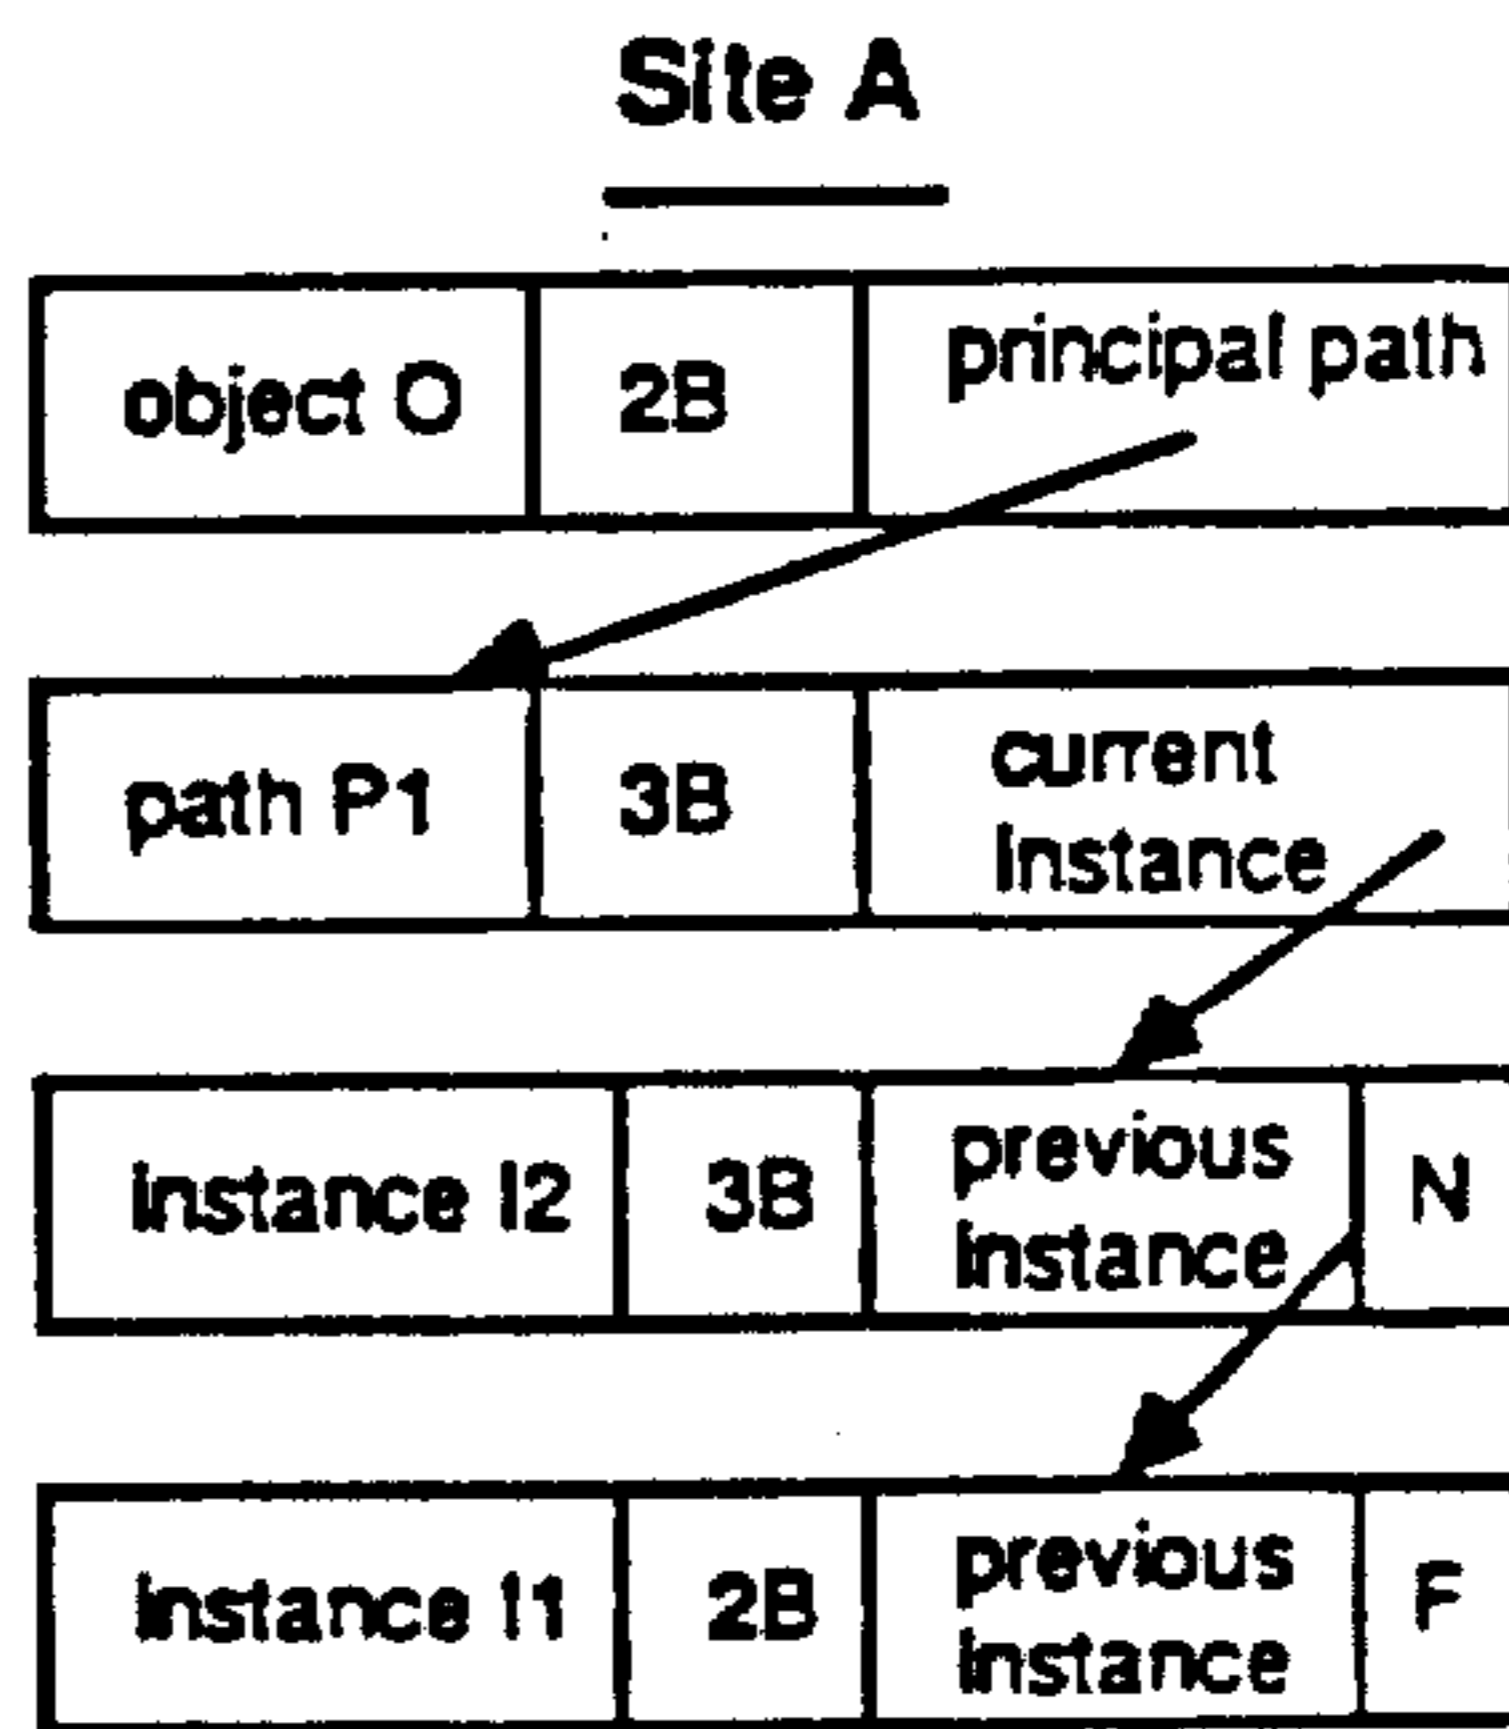 Site A
object O 2B principal path
path P1 3B current
instance
instance I2 3B previous
instance N
instance I1 2B previous
instance F